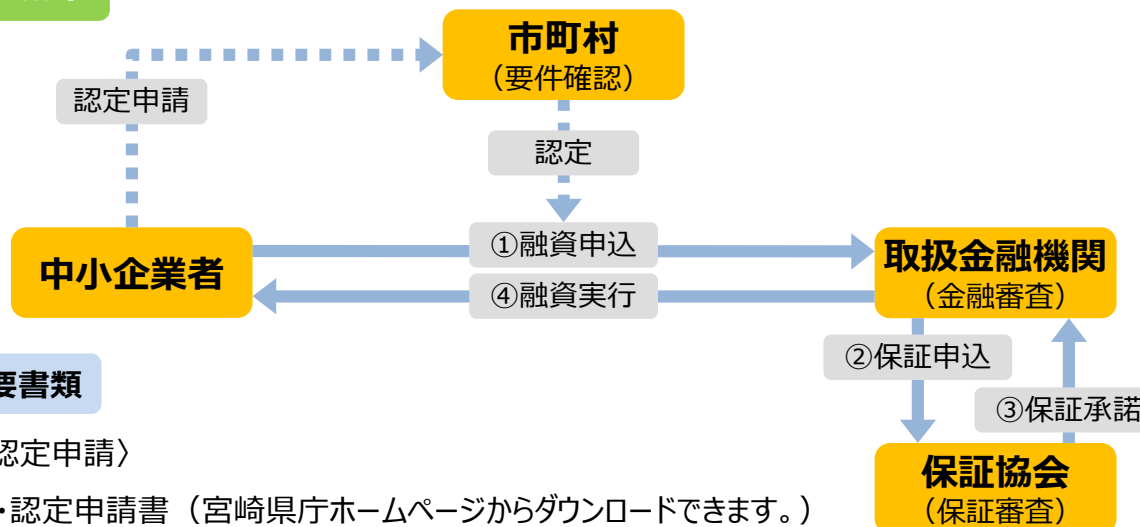 市町村
（要件確認）
認定申請
認定
①融資申込
中小企業者
取扱金融機関
（金融審査）
④融資実行
②保証申込
要書類
③保証承諾
認定申請〉
保証協会
（保証審査）
・認定申請書（宮崎県庁ホームページからダウンロードできます。）